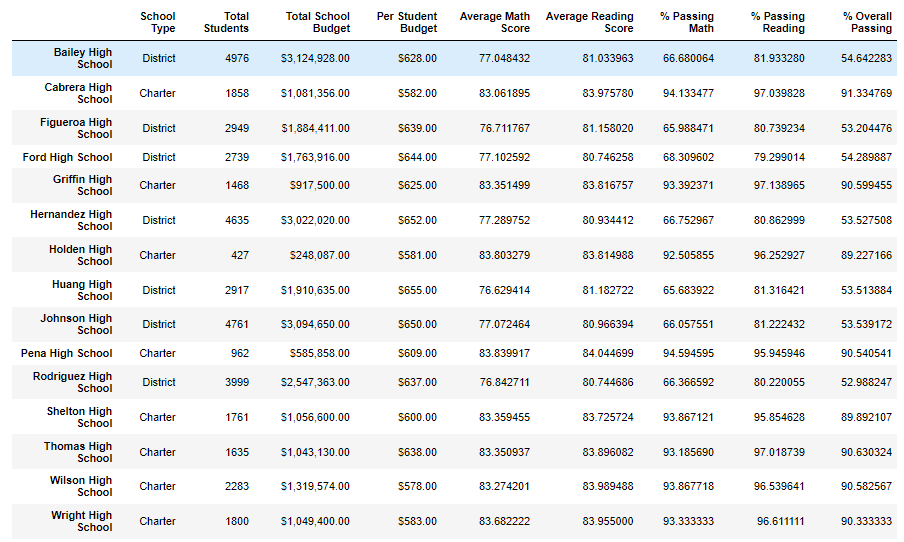 School Type Total Students Total School Budget Per Student Budget Average Math Score Average Reading Score % Passing Math % Passing Reading % Overall Passing
Bailey High School District 4976 $3,124,928.00 $628.00 77.048432 81.033963 66.680064 81.933280 54.642283
Cabrera High School Charter 1858 $1,081,356.00 $582.00 83.061895 83.975780 94.133477 97.039828 91.334769
Figueroa High School District 2949 $1,884,411.00 $639.00 76.711767 81.158020 65.988471 80.739234 53.204476
Ford High School District 2739 $1,763,916.00 $644.00 77.102592 80.746258 68.309602 79.299014 54.289887
Griffin High School Charter 1468 $917,500.00 $625.00 83.351499 83.816757 93.392371 97.138965 90.599455
Hernandez High School District 4635 $3,022,020.00 $652.00 77.289752 80.934412 66.752967 80.862999 53.527508
Holden High School Charter 427 $248,087.00 $581.00 83.803279 83.814988 92.505855 96.252927 89.227166
Huang High School District 2917 $1,910,635.00 $655.00 76.629414 81.182722 65.683922 81.316421 53.513884
Johnson High School District 4761 $3,094,650.00 $650.00 77.072464 80.966394 66.057551 81.222432 53.539172
Pena High School Charter 962 $585,858.00 $609.00 83.839917 84.044699 94.594595 95.945946 90.540541
Rodriguez High School District 3999 $2,547,363.00 $637.00 76.842711 80.744686 66.366592 80.220055 52.988247
Shelton High School Charter 1761 $1,056,600.00 $600.00 83.359455 83.725724 93.867121 95.854628 89.892107
Thomas High School Charter 1635 $1,043,130.00 $638.00 83.350937 83.896082 93.185690 97.018739 90.630324
Wilson High School Charter 2283 $1,319,574.00 $578.00 83.274201 83.989488 93.867718 96.539641 90.582567
Wright High School Charter 1800 $1,049,400.00 $583.00 83.682222 83.955000 93.333333 96.611111 90.333333